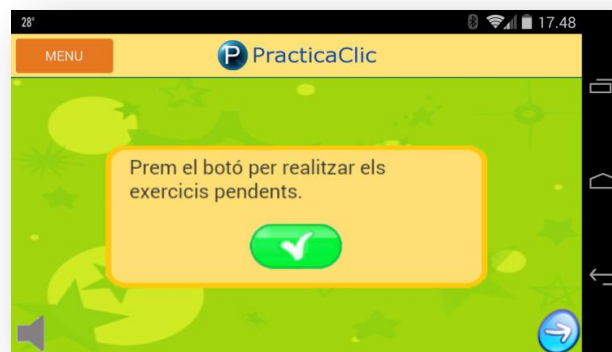 28°
17.48
MENU
P PracticaClic
Prem el botó per realitzar els
exercicis pendents.